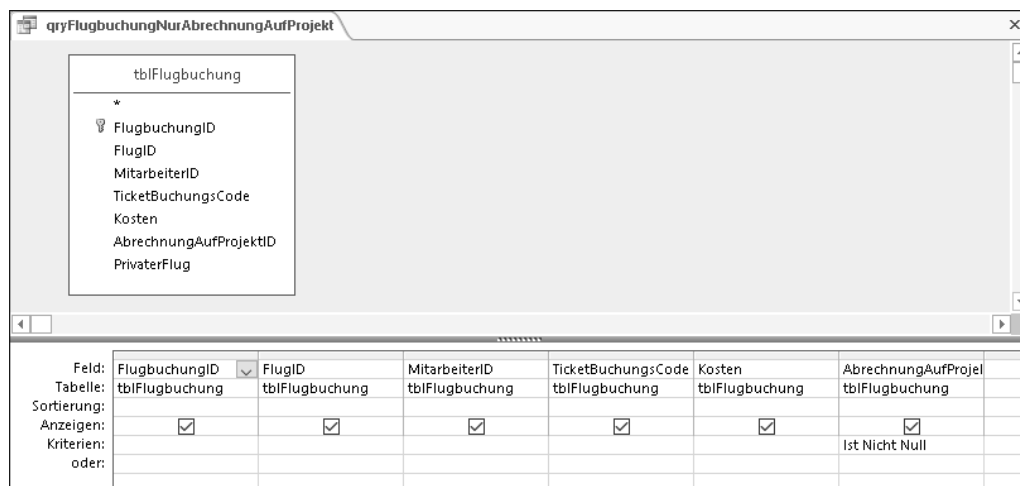 qryFlugbuchungNurAbrechnungAufProjekt
tblFlugbuchung
*
FlugbuchungID
FlugID
MitarbeiterID
TicketBuchungsCode
Kosten
AbrechnungAufProjektID
PrivaterFlug
Feld: FlugbuchungID FlugID MitarbeiterID TicketBuchungsCode Kosten AbrechnungAufProjel
Tabelle: tblFlugbuchung tblFlugbuchung tblFlugbuchung tblFlugbuchung tblFlugbuchung tblFlugbuchung
Sortierung:
Anzeigen:
Kriterien: Ist Nicht Null
oder: